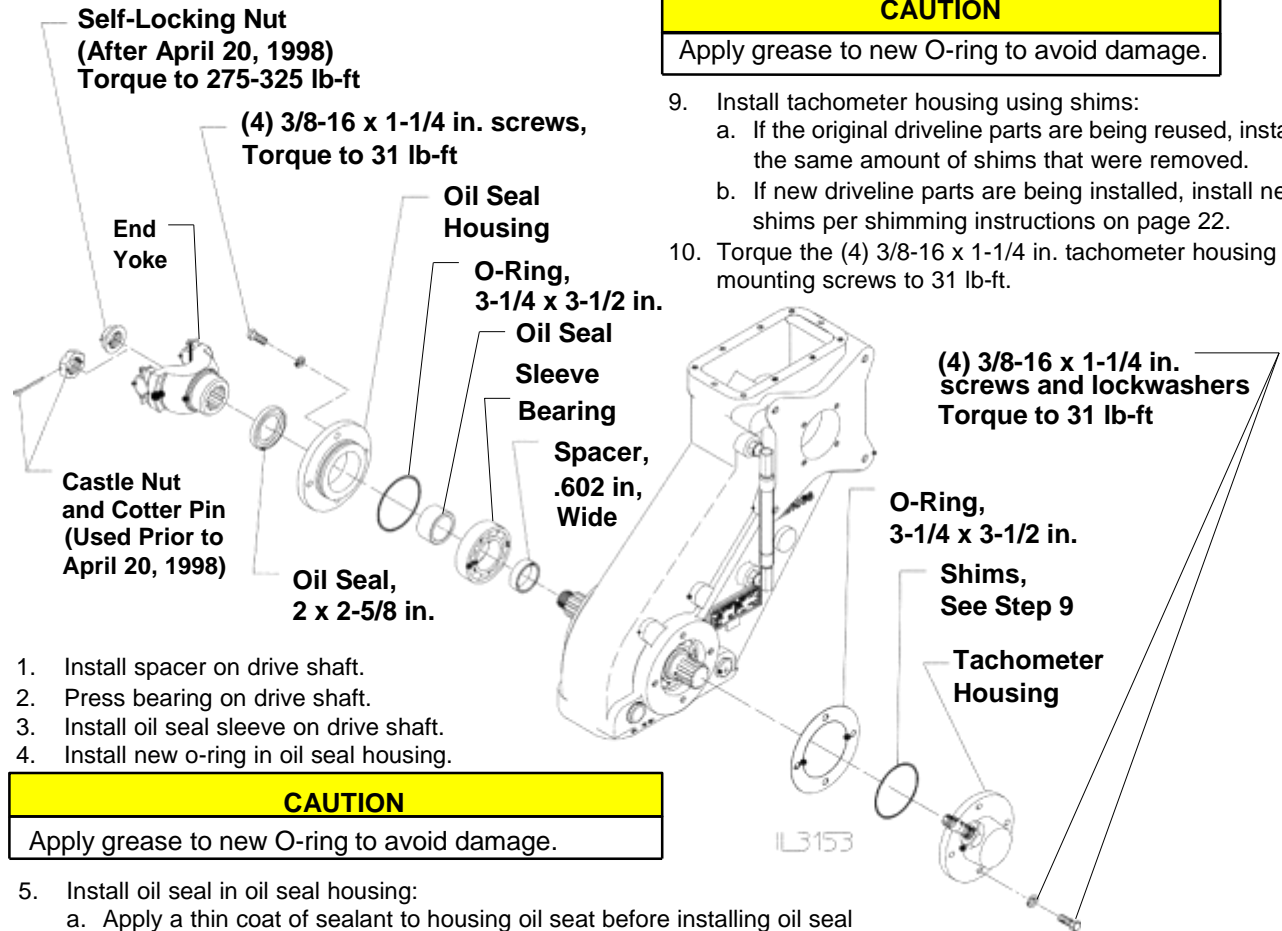 Self-Locking Nut
(After April 20, 1998)
Torque to 275-325 lb-ft
(4) 3/8-16 x 1-1/4 in. screws,
Torque to 31 lb-ft
Oil Seal
Housing
End
Yoke
O-Ring,
3-1/4 x 3-1/2 in.
Oil Seal
Sleeve
Bearing
Spacer,
.602 in,
Wide
Castle Nut
and Cotter Pin
(Used Prior to
April 20, 1998)
Oil Seal,
2 x 2-5/8 in.
1. Install spacer on drive shaft.
2. Press bearing on drive shaft.
3. Install oil seal sleeve on drive shaft.
4. Install new o-ring in oil seal housing.
CAUTION
Apply grease to new O-ring to avoid damage.
5. Install oil seal in oil seal housing:
a. Apply a thin coat of sealant to housing oil seat before installing oil seal
CAUTION
Apply grease to new O-ring to avoid damage.
9. Install tachometer housing using shims:
a. If the original driveline parts are being reused, insta
the same amount of shims that were removed.
b. If new driveline parts are being installed, install ne
shims per shimming instructions on page 22.
10. Torque the (4) 3/8-16 x 1-1/4 in. tachometer housing
mounting screws to 31 lb-ft.
(4) 3/8-16 x 1-1/4 in.
screws and lockwashers
Torque to 31 lb-ft
O-Ring,
3-1/4 x 3-1/2 in.
Shims,
See Step 9
Tachometer
Housing
IL3153